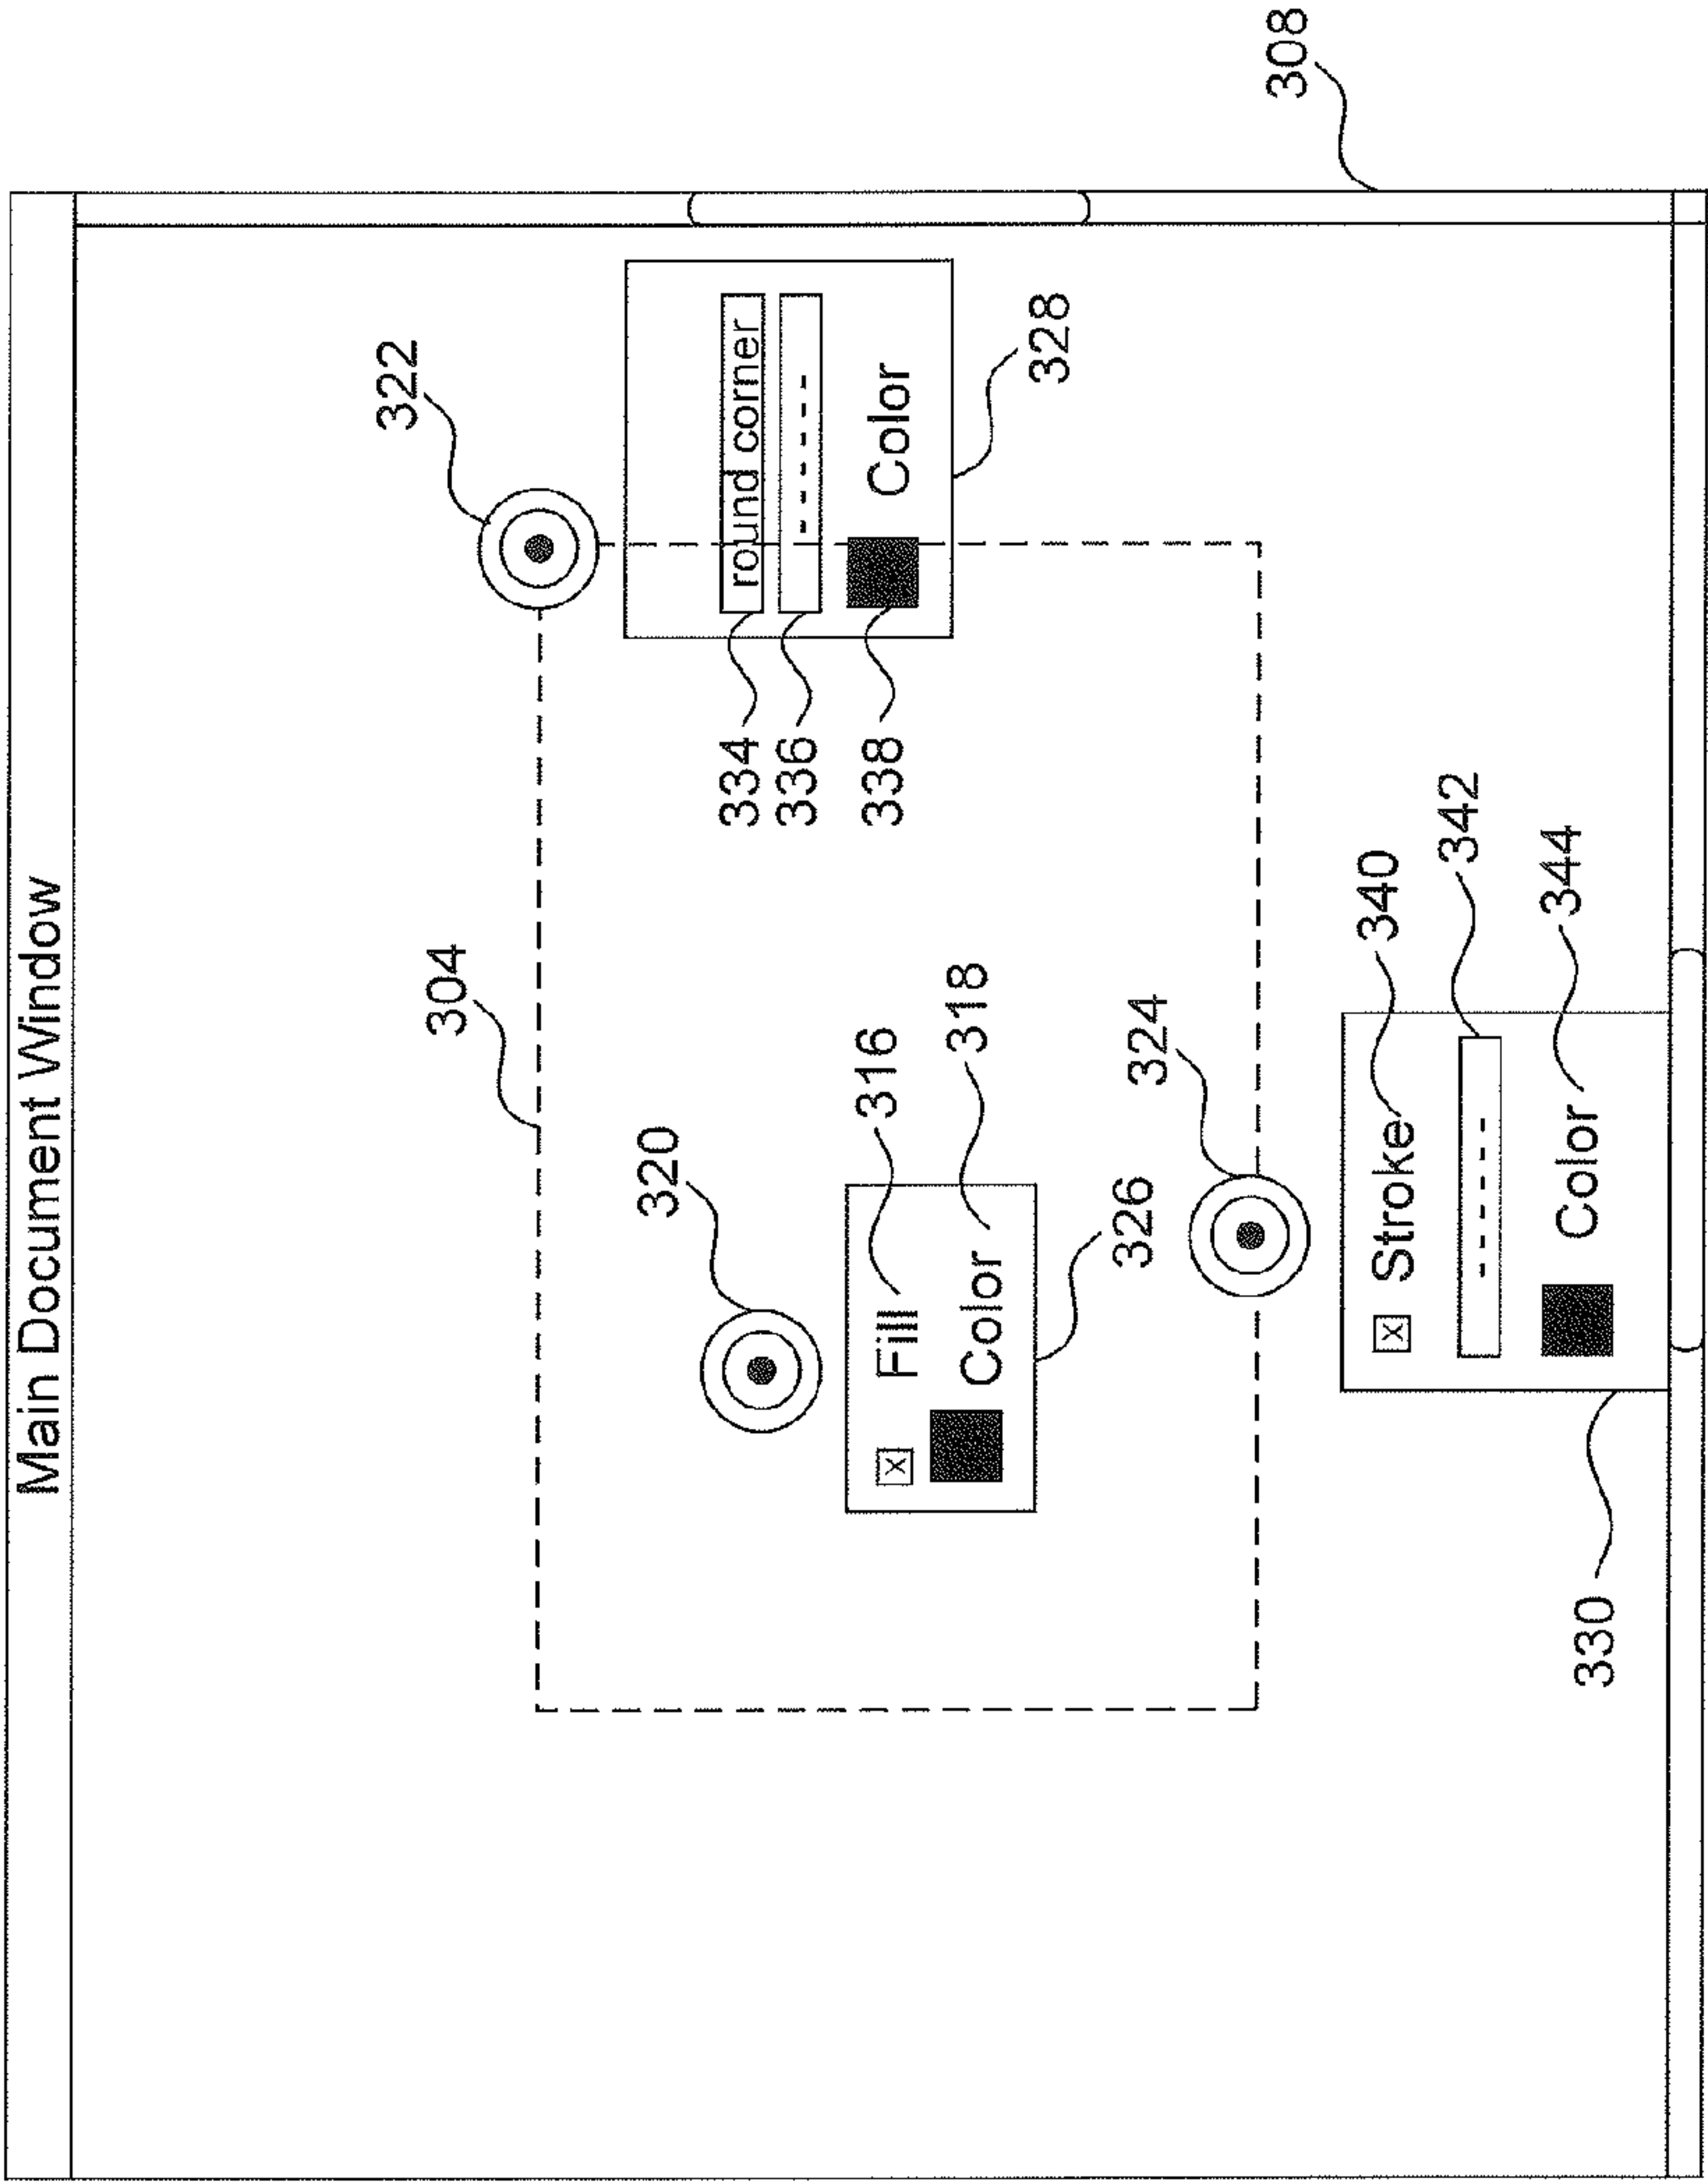 Main Document Window
304
322
308
320
316
318
326
x Fill
Color
334
336
338
round corner
-----
Color
328
324
x Stroke
-----
Color
340
342
344
330